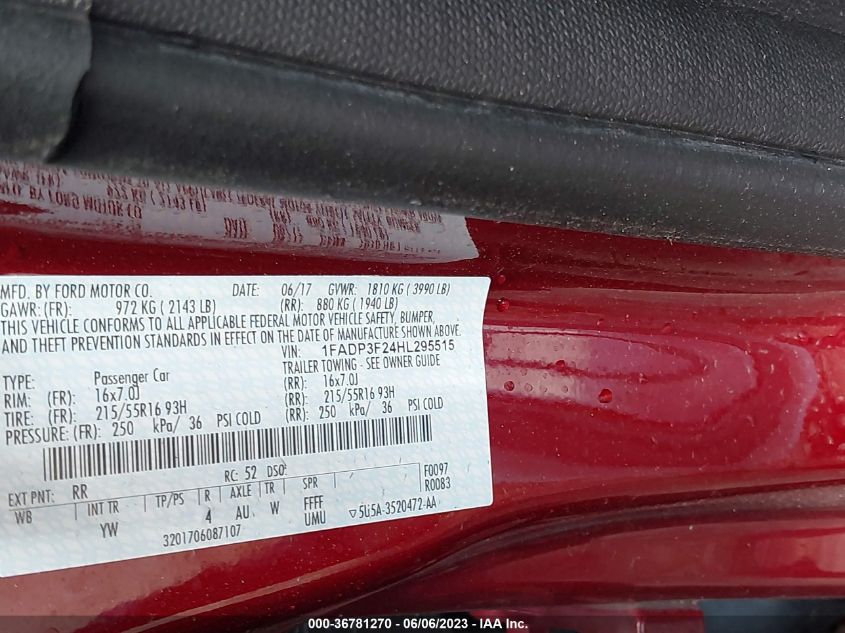 MFD. BY FORD MOTOR CO. DATE: 06/17 GVWR: 1810 KG ( 3990 LB)
GAWR: (FR): 972 KG ( 2143 LB) (RR): 880 KG ( 1940 LB)
THIS VEHICLE CONFORMS TO ALL APPLICABLE FEDERAL MOTOR VEHICLE SAFETY, BUMPER,
AND THEFT PREVENTION STANDARDS IN EFFECT ON THE DATE OF MANUFACTURE SHOWN ABOVE.
VIN: 1FADP3F24HL295515
TYPE: Passenger Car TRAILER TOWING - SEE OWNER GUIDE
RIM: (FR): 16x7.0J (RR): 16x7.0J
TIRE: (FR): 215/55R16 93H (RR): 215/55R16 93H
PRESSURE: (FR): 250 kPa/ 36 PSI COLD (RR): 250 kPa/ 36 PSI COLD
EXT PNT: RR RC: 52 DSO: F0097
WB INT TR TP/PS R AXLE TR SPR R0083
YW 4 AU W FFFF
UMU ▽5U5A-3520472-AA
3201706087107
000-36781270 - 06/06/2023 - IAA, Inc.